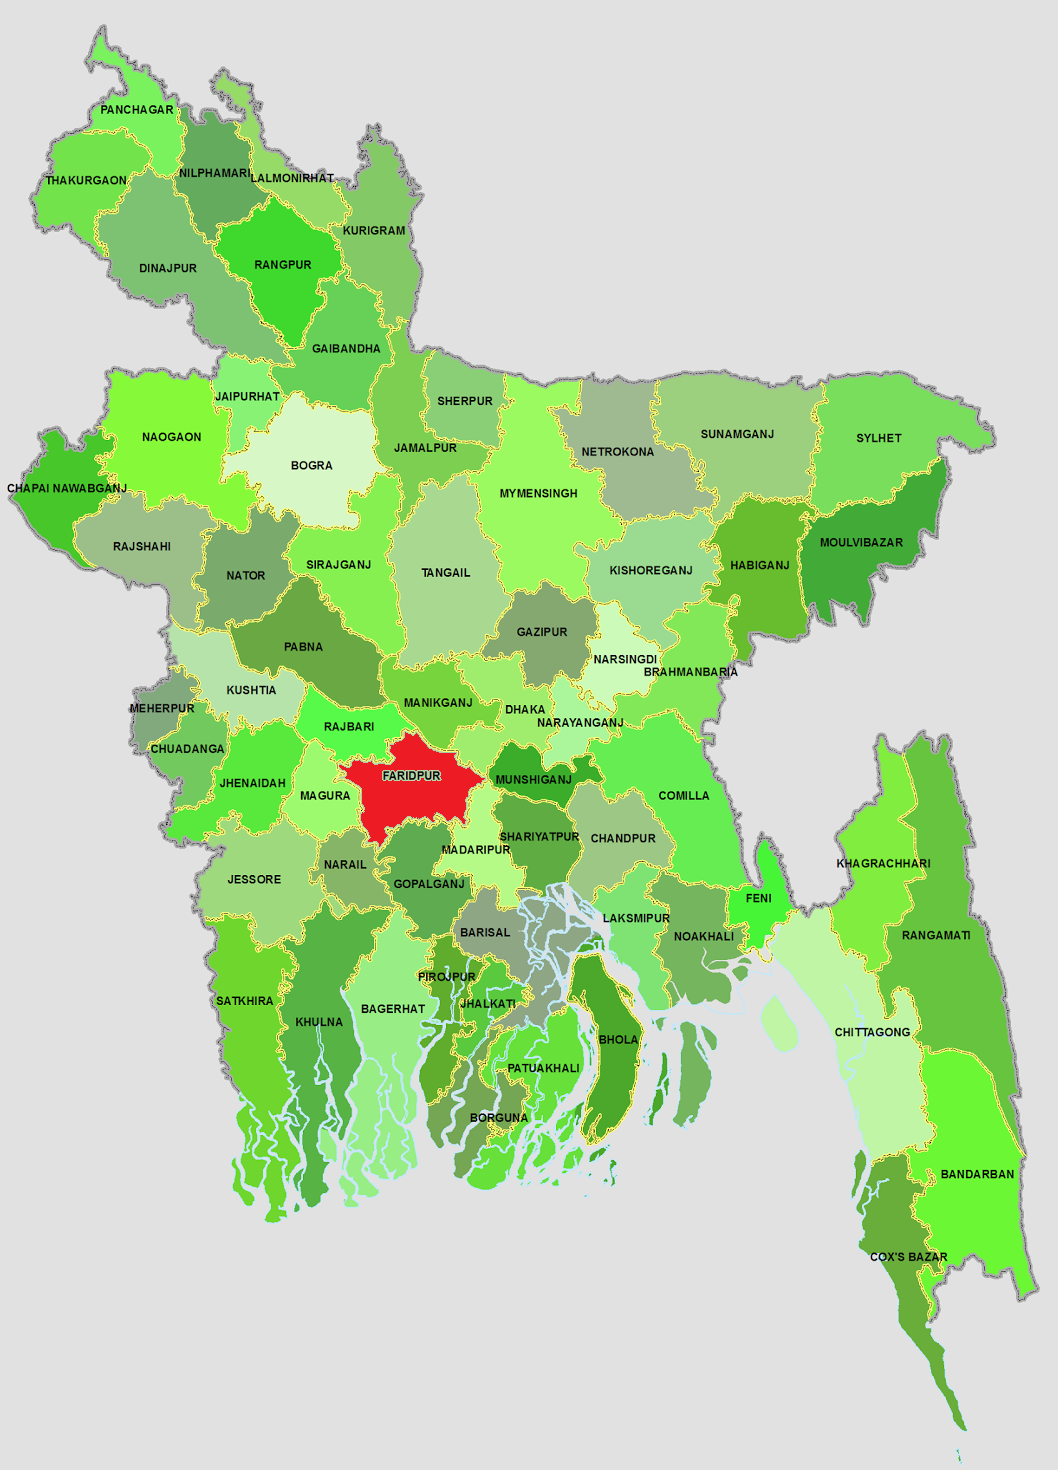 PANCHAGAR
THAKURGAON
NILPHAMARI
LALMONIRHAT
KURIGRAM
DINAJPUR
RANGPUR
GAIBANDHA
JAIPURHAT
SHERPUR
NAOGAON
JAMALPUR
BOGRA
NETROKONA
SUNAMGANJ
SYLHET
CHAPAI NAWABGANJ
MYMENSINGH
RAJSHAHI
NATOR
SIRAJGANJ
TANGAIL
KISHOREGANJ
HABIGANJ
MOULVIBAZAR
PABNA
GAZIPUR
NARSINGDI
BRAHMANBARIA
KUSHTIA
MEHERPUR
MANIKGANJ
DHAKA
NARAYANGANJ
RAJBARI
CHUADANGA
JHENAIDAH
MAGURA
FARIDPUR
MUNSHIGANJ
COMILLA
SHARIYATPUR
CHANDPUR
MADARIPUR
NARAIL
JESSORE
GOPALGANJ
KHAGRACHHARI
FENI
LAKSMIPUR
NOAKHALI
RANGAMATI
BARISAL
PIROJPUR
JHALKATI
SATKHIRA
KHULNA
BAGERHAT
BHOLA
CHITTAGONG
PATUAKHALI
BORGUNA
BANDARBAN
COX'S BAZAR